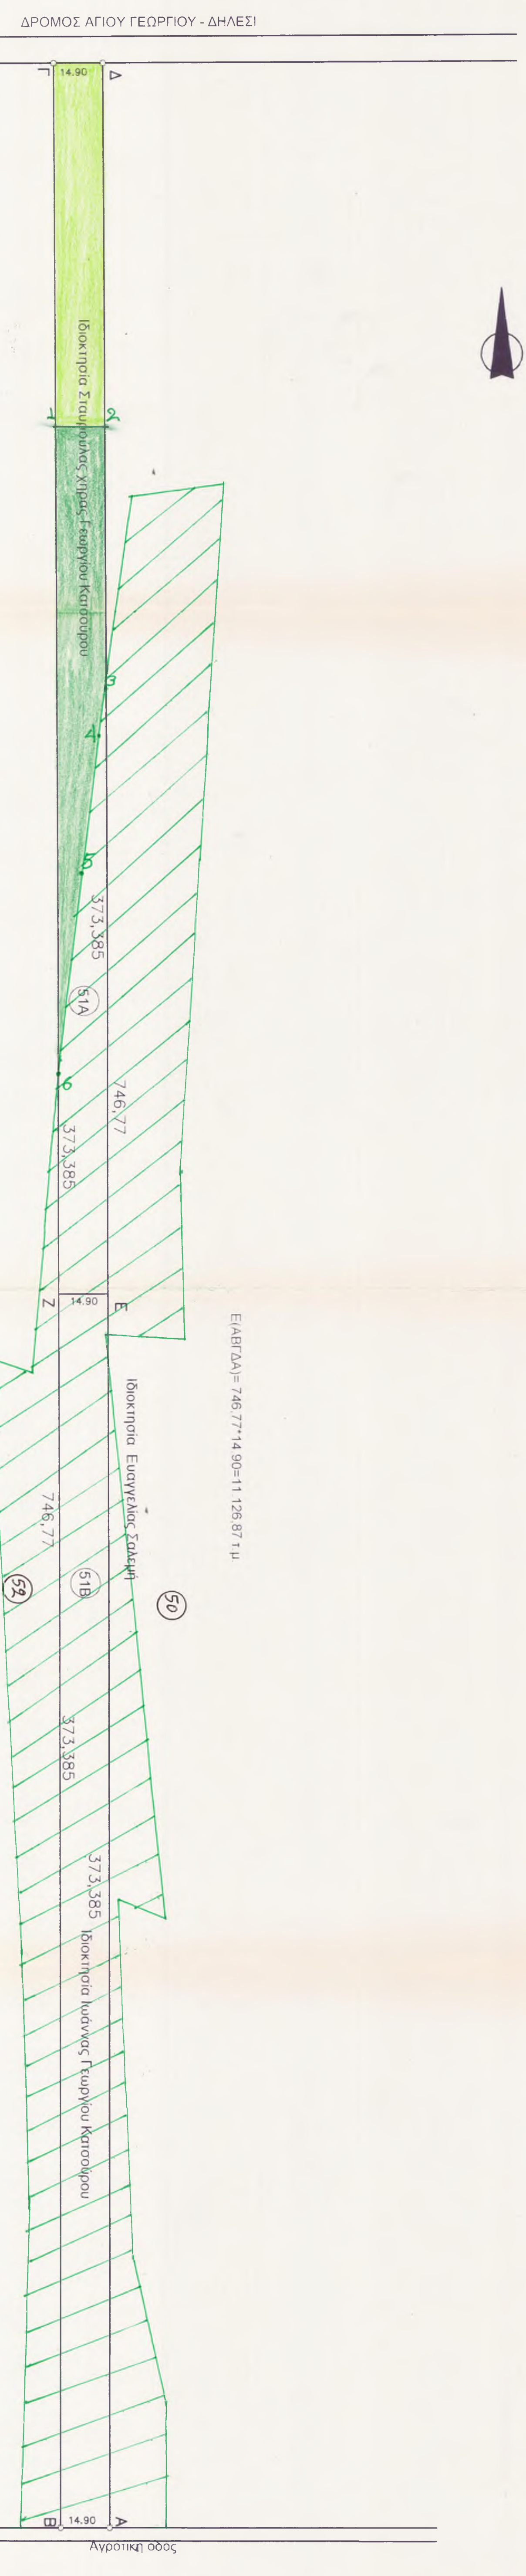 ΔΡΟΜΟΣ ΑΓΙΟΥ ΓΕΩΡΓΙΟΥ - ΔΗΛΕΣΙ
Γ 14.90 Δ
Ιδιοκτησία Σταυρούλας χήρας Γεωργίου Κατσούρου
1 2
3
4
5
373,385
51Α
6
746,77
373,385
Ζ 14.90 Ε
Ε(ΑΒΓΔΑ)= 746,77*14.90=11.126,87 τ.μ.
Ιδιοκτησία Ευαγγελίας Σαλεμή
746,77
51Β
52
50
373,385
373,385
Ιδιοκτησία Ιωάννας Γεωργίου Κατσούρου
Β 14.90 Α
Αγροτική οδος